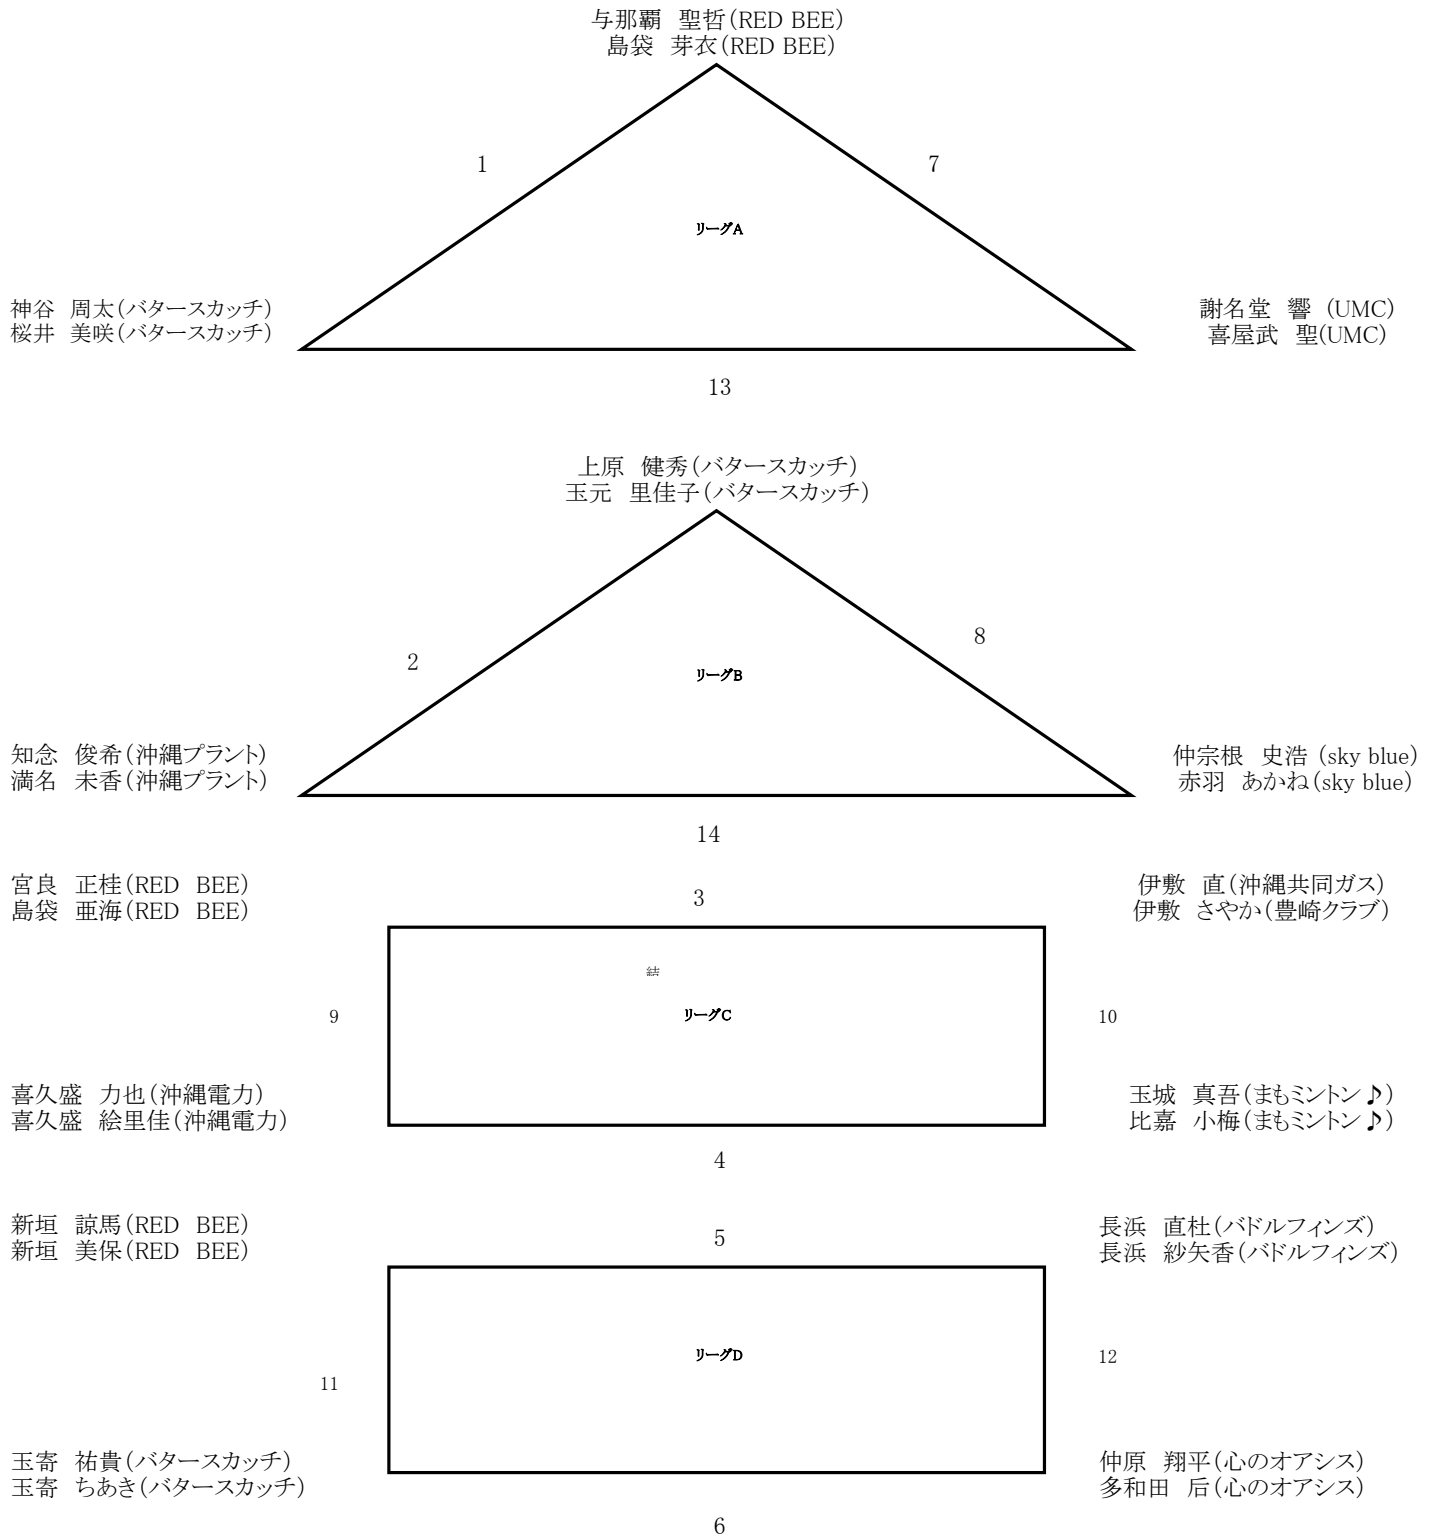 与那覇　聖哲(RED BEE)
島袋　芽衣(RED BEE)
1
7
リーグA
神谷　周太(バタースカッチ)
桜井　美咲(バタースカッチ)
謝名堂　響 (UMC)
喜屋武　聖(UMC)
13
上原　健秀(バタースカッチ)
玉元　里佳子(バタースカッチ)
2
8
リーグB
知念　俊希(沖縄プラント)
満名　未香(沖縄プラント)
仲宗根　史浩 (sky blue)
赤羽　あかね(sky blue)
14
宮良　正桂(RED　BEE)
島袋　亜海(RED　BEE)
3
伊敷　直(沖縄共同ガス)
伊敷　さやか(豊崎クラブ)
結
9
リーグC
10
喜久盛　力也(沖縄電力)
喜久盛　絵里佳(沖縄電力)
玉城　真吾(まもミントン♪)
比嘉　小梅(まもミントン♪)
4
新垣　諒馬(RED　BEE)
新垣　美保(RED　BEE)
5
長浜　直杜(バドルフィンズ)
長浜　紗矢香(バドルフィンズ)
11
リーグD
12
玉寄　祐貴(バタースカッチ)
玉寄　ちあき(バタースカッチ)
仲原　翔平(心のオアシス)
多和田　后(心のオアシス)
6